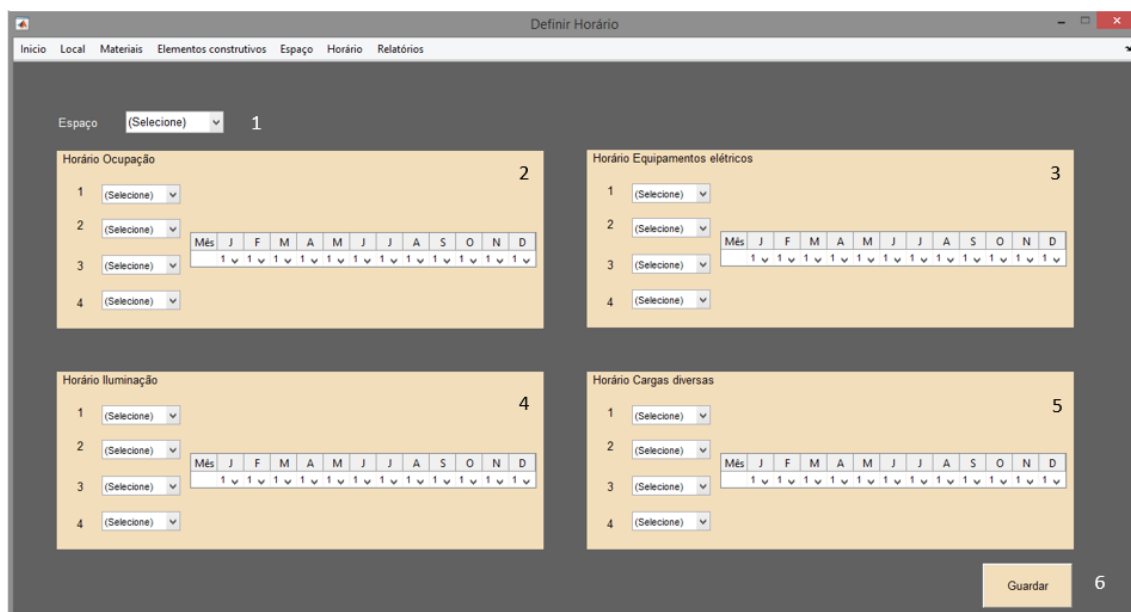 Definir Horário
Inicio Local Materiais Elementos construtivos Espaço Horário Relatórios
Espaço (Selecione) 1
Horário Ocupação 2
1 (Selecione)
2 (Selecione)
Mês J F M A M J J A S O N D
1 1 1 1 1 1 1 1 1 1 1 1
3 (Selecione)
4 (Selecione)
Horário Equipamentos elétricos 3
1 (Selecione)
2 (Selecione)
Mês J F M A M J J A S O N D
1 1 1 1 1 1 1 1 1 1 1 1
3 (Selecione)
4 (Selecione)
Horário Iluminação 4
1 (Selecione)
2 (Selecione)
Mês J F M A M J J A S O N D
1 1 1 1 1 1 1 1 1 1 1 1
3 (Selecione)
4 (Selecione)
Horário Cargas diversas 5
1 (Selecione)
2 (Selecione)
Mês J F M A M J J A S O N D
1 1 1 1 1 1 1 1 1 1 1 1
3 (Selecione)
4 (Selecione)
Guardar 6